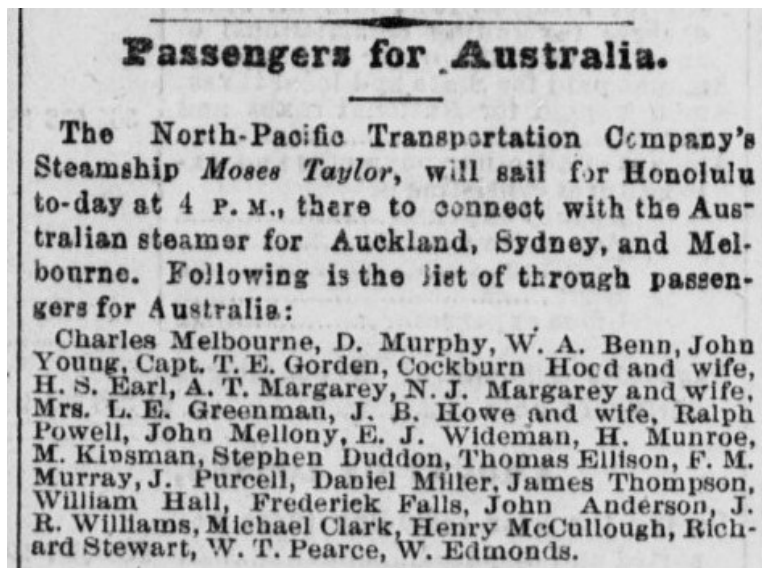 Passengers for Australia.
The North-Pacific Transportation Company's
Steamship Moses Taylor, will sail for Honolulu
to-day at 4 P. M., there to connect with the Aus-
tralian steamer for Auckland, Sydney, and Mel-
bourne. Following is the list of through passen-
gers for Australia:
Charles Melbourne, D. Murphy, W. A. Benn, John
Young, Capt. T. E. Gorden, Cockburn Hood and wife,
H. S. Earl, A. T. Margarey, N. J. Margarey and wife,
Mrs. L. E. Greenman, J. B. Howe and wife, Ralph
Powell, John Mellony, E. J. Wideman, H. Munroe,
M. Kinsman, Stephen Duddon, Thomas Ellison, F. M.
Murray, J. Purcell, Daniel Miller, James Thompson,
William Hall, Frederick Falls, John Anderson, J.
R. Williams, Michael Clark, Henry McCullough, Rich-
ard Stewart, W. T. Pearce, W. Edmonds.